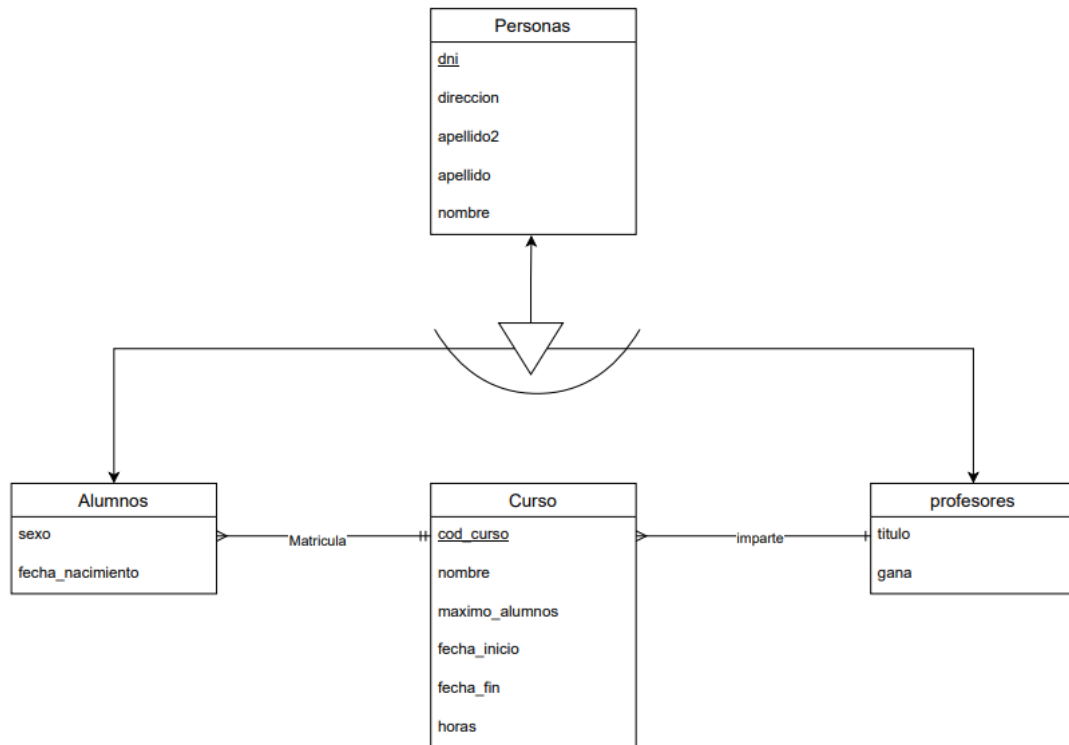 Personas
dni
direccion
apellido2
apellido
nombre
Alumnos
sexo
fecha_nacimiento
Matricula
Curso
cod_curso
nombre
maximo_alumnos
fecha_inicio
fecha_fin
horas
imparte
profesores
titulo
gana